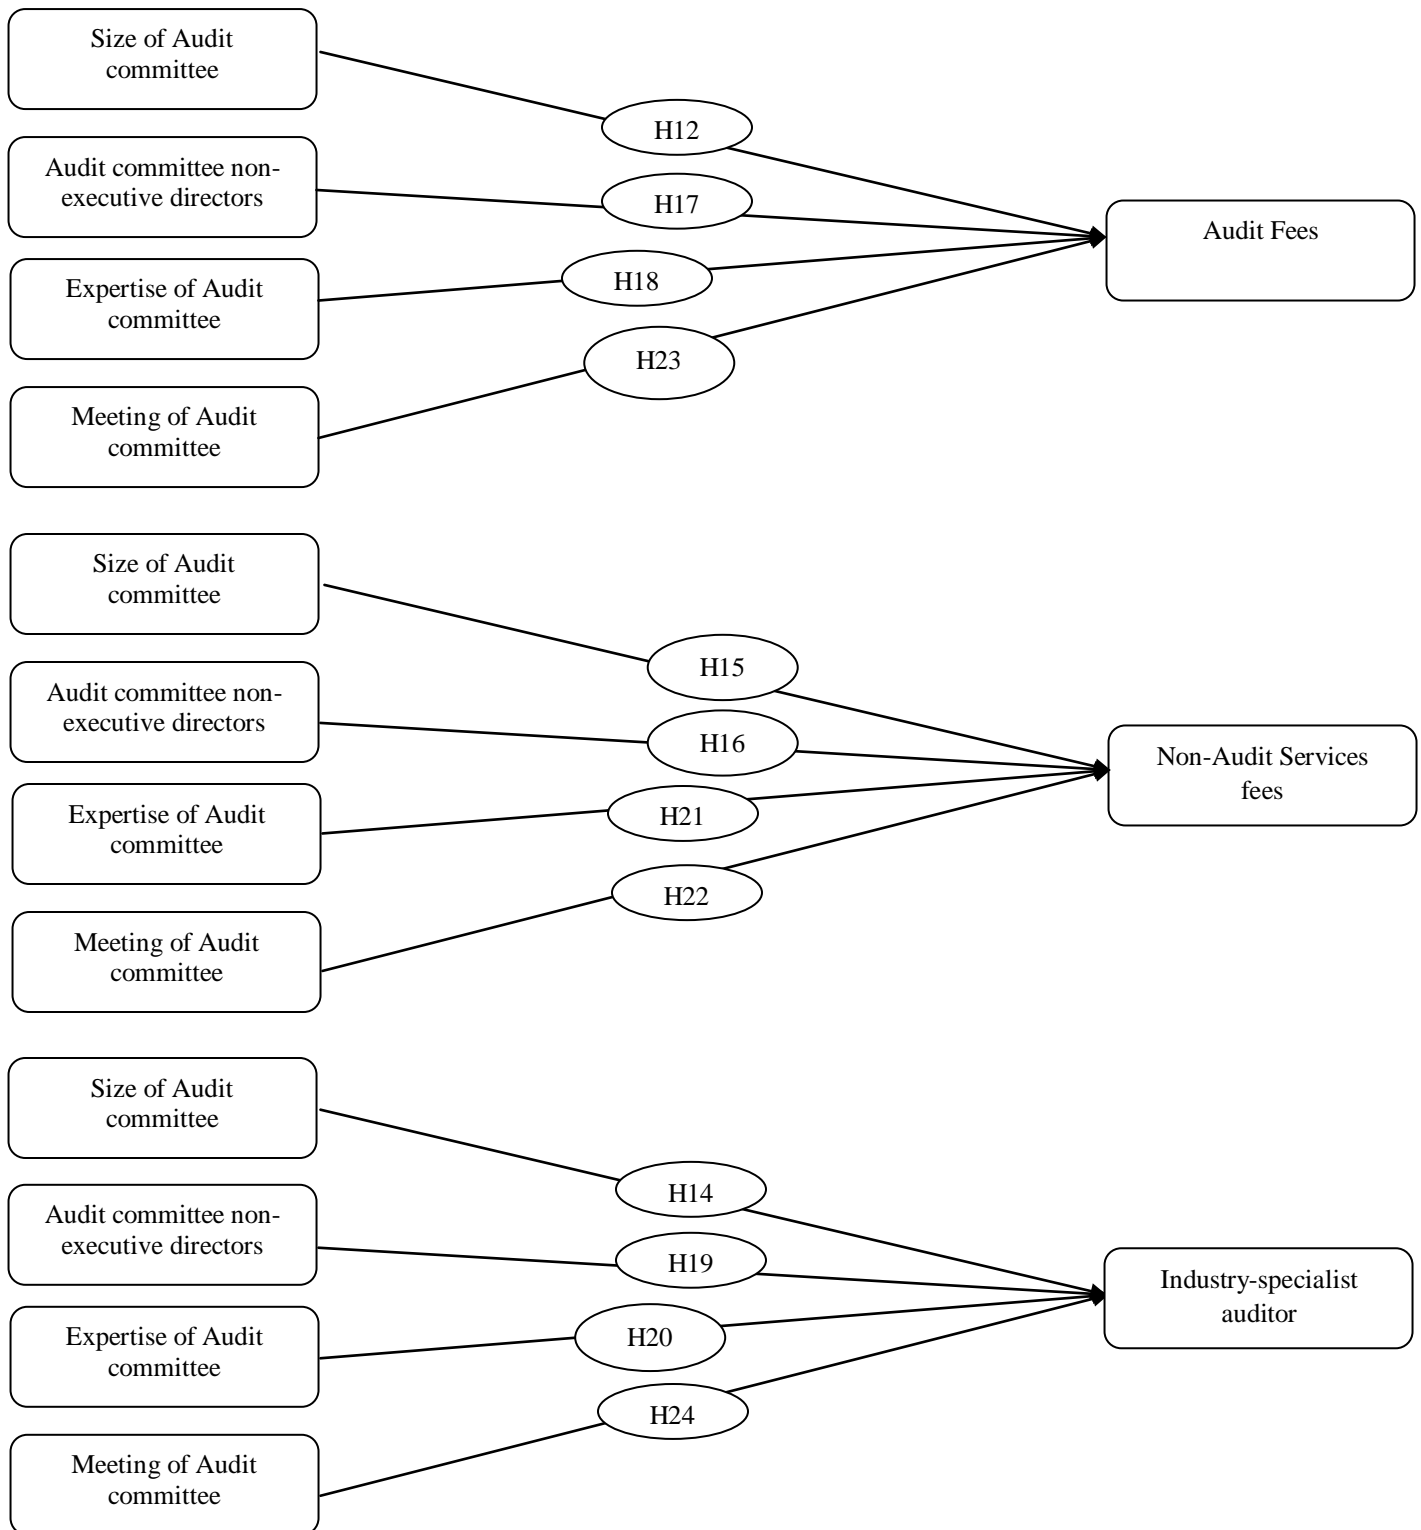 Size of Audit
committee
H12
Audit committee non-
executive directors
H17
Audit Fees
Expertise of Audit
committee
H18
H23
Meeting of Audit
committee
Size of Audit
committee
H15
Audit committee non-
executive directors
H16
Non-Audit Services
fees
Expertise of Audit
committee
H21
H22
Meeting of Audit
committee
Size of Audit
committee
H14
Audit committee non-
executive directors
H19
Industry-specialist
auditor
Expertise of Audit
committee
H20
H24
Meeting of Audit
committee